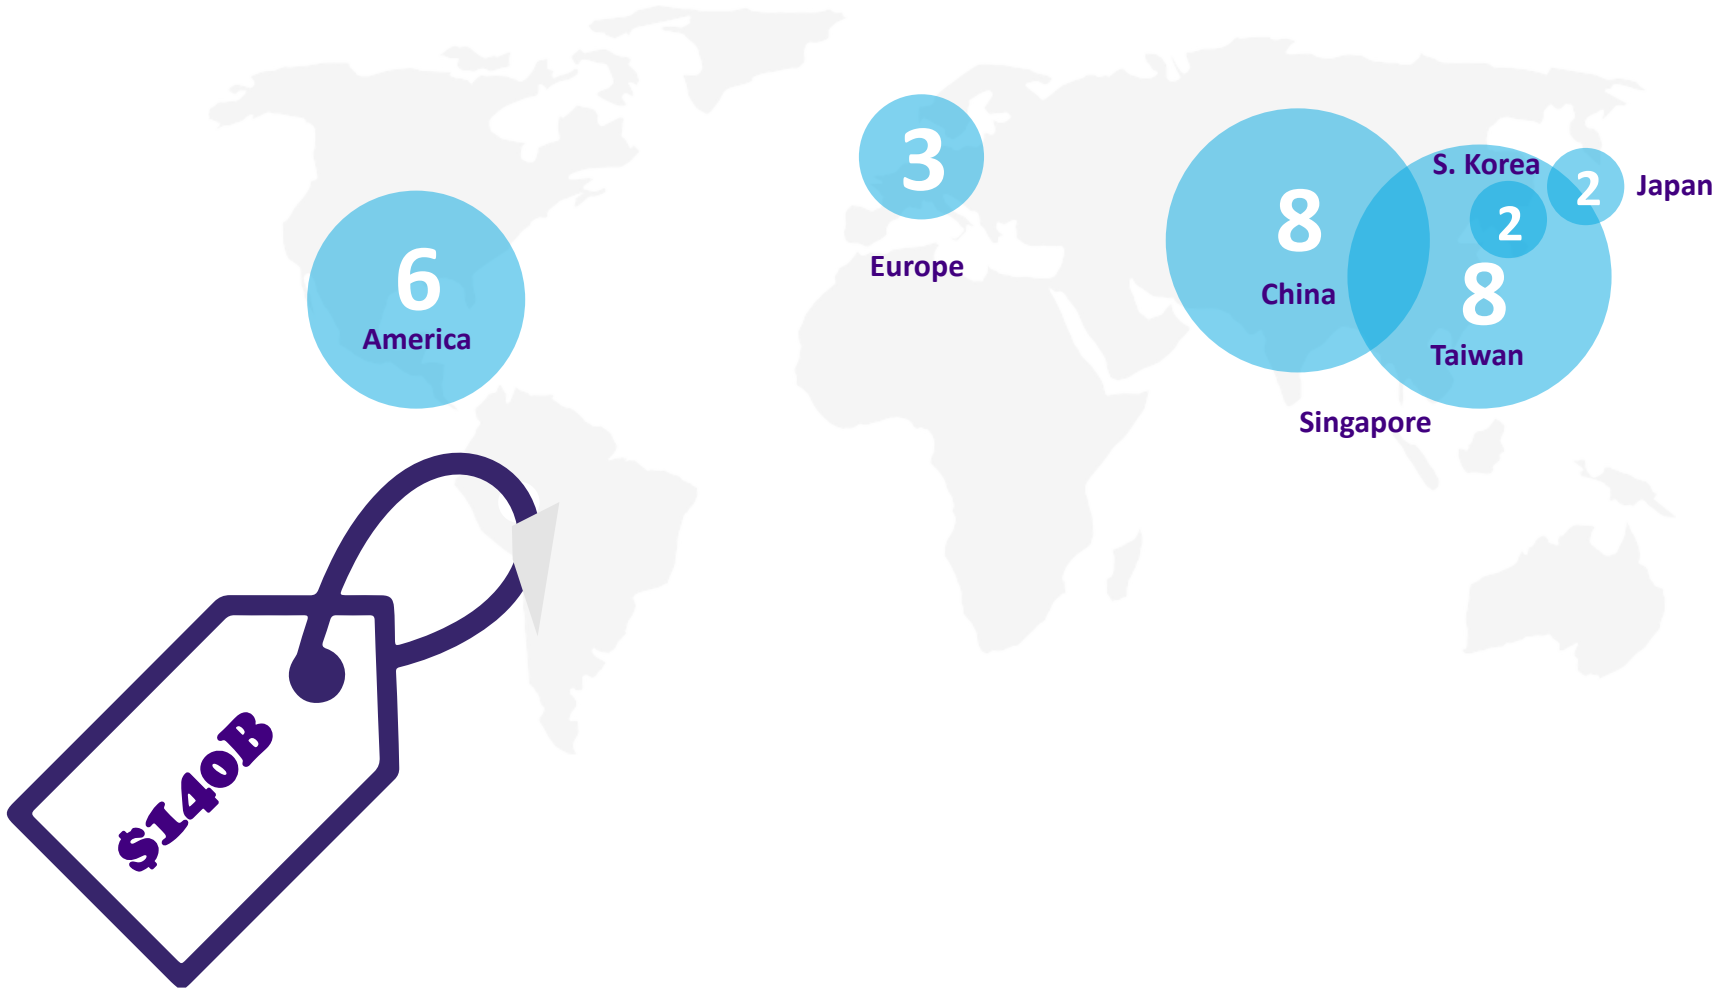 6
America
3
Europe
8
China
S. Korea
2
2
Japan
8
Taiwan
Singapore
$140B